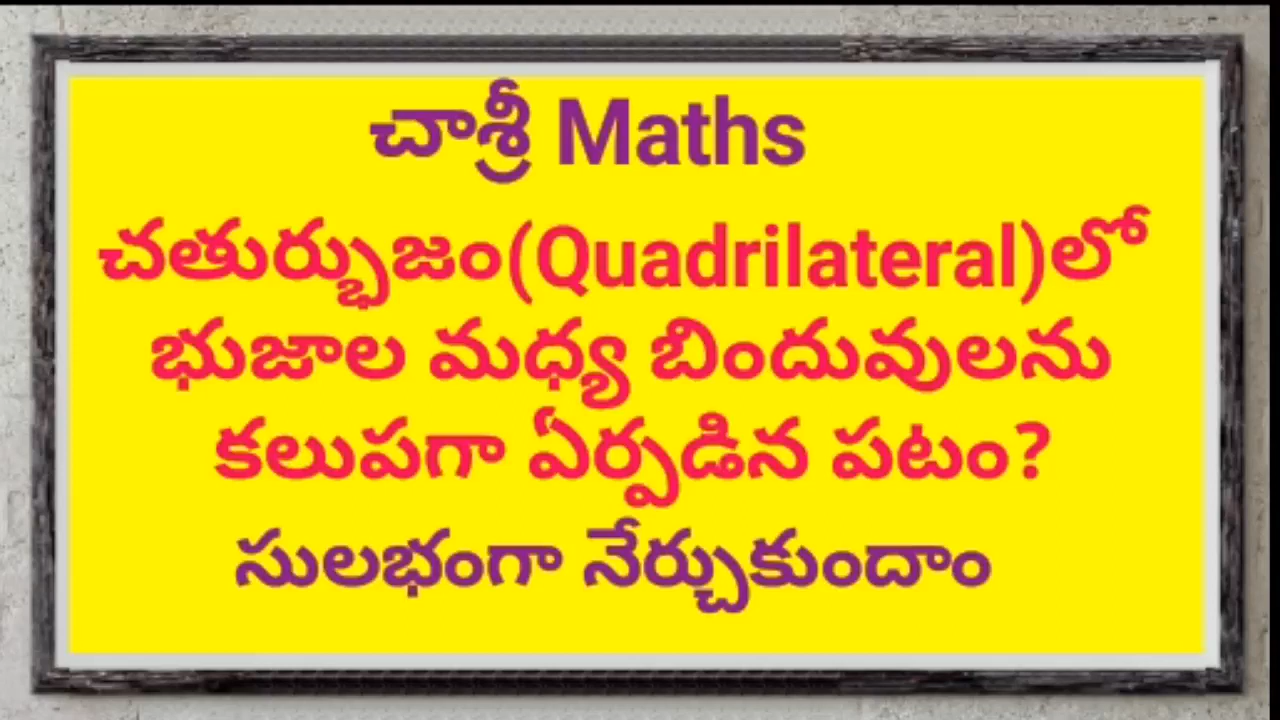 చాశ్రీ Maths
చతుర్భుజం(Quadrilateral)లో
భుజాల మధ్య బిందువులను
కలుపగా ఏర్పడిన పటం?
సులభంగా నేర్చుకుందాం